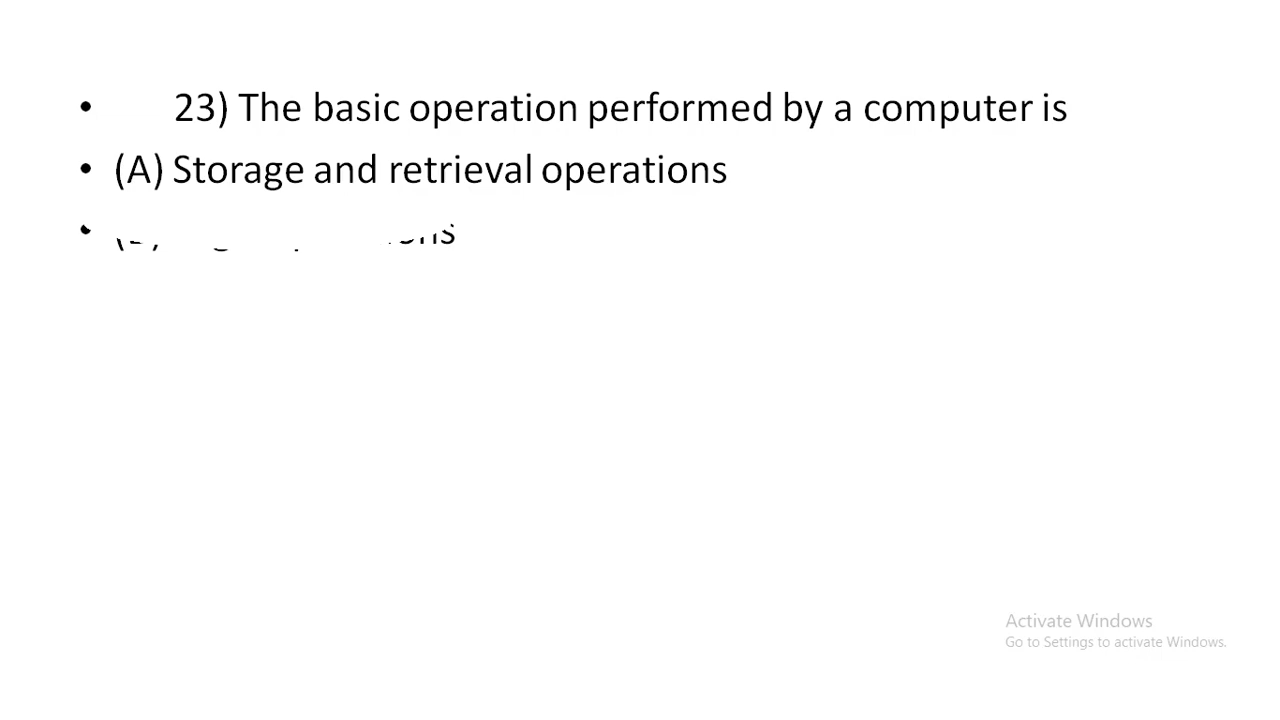 • 23) The basic operation performed by a computer is
• (A) Storage and retrieval operations
•
Activate Windows
Go to Settings to activate Windows.